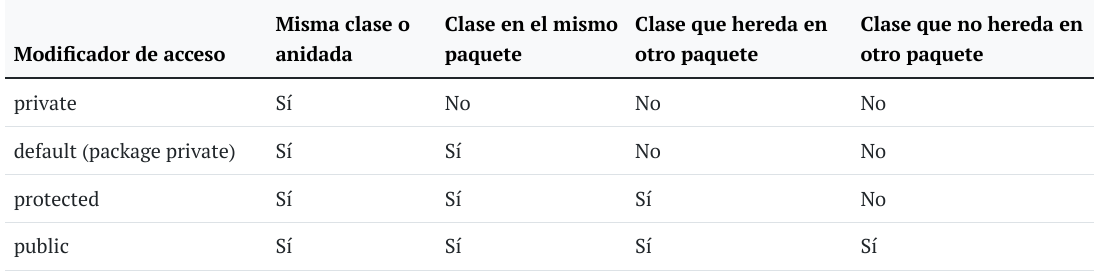 Modificador de acceso Misma clase o anidada Clase en el mismo paquete Clase que hereda en otro paquete Clase que no hereda en otro paquete
private Sí No No No
default (package private) Sí Sí No No
protected Sí Sí Sí No
public Sí Sí Sí Sí